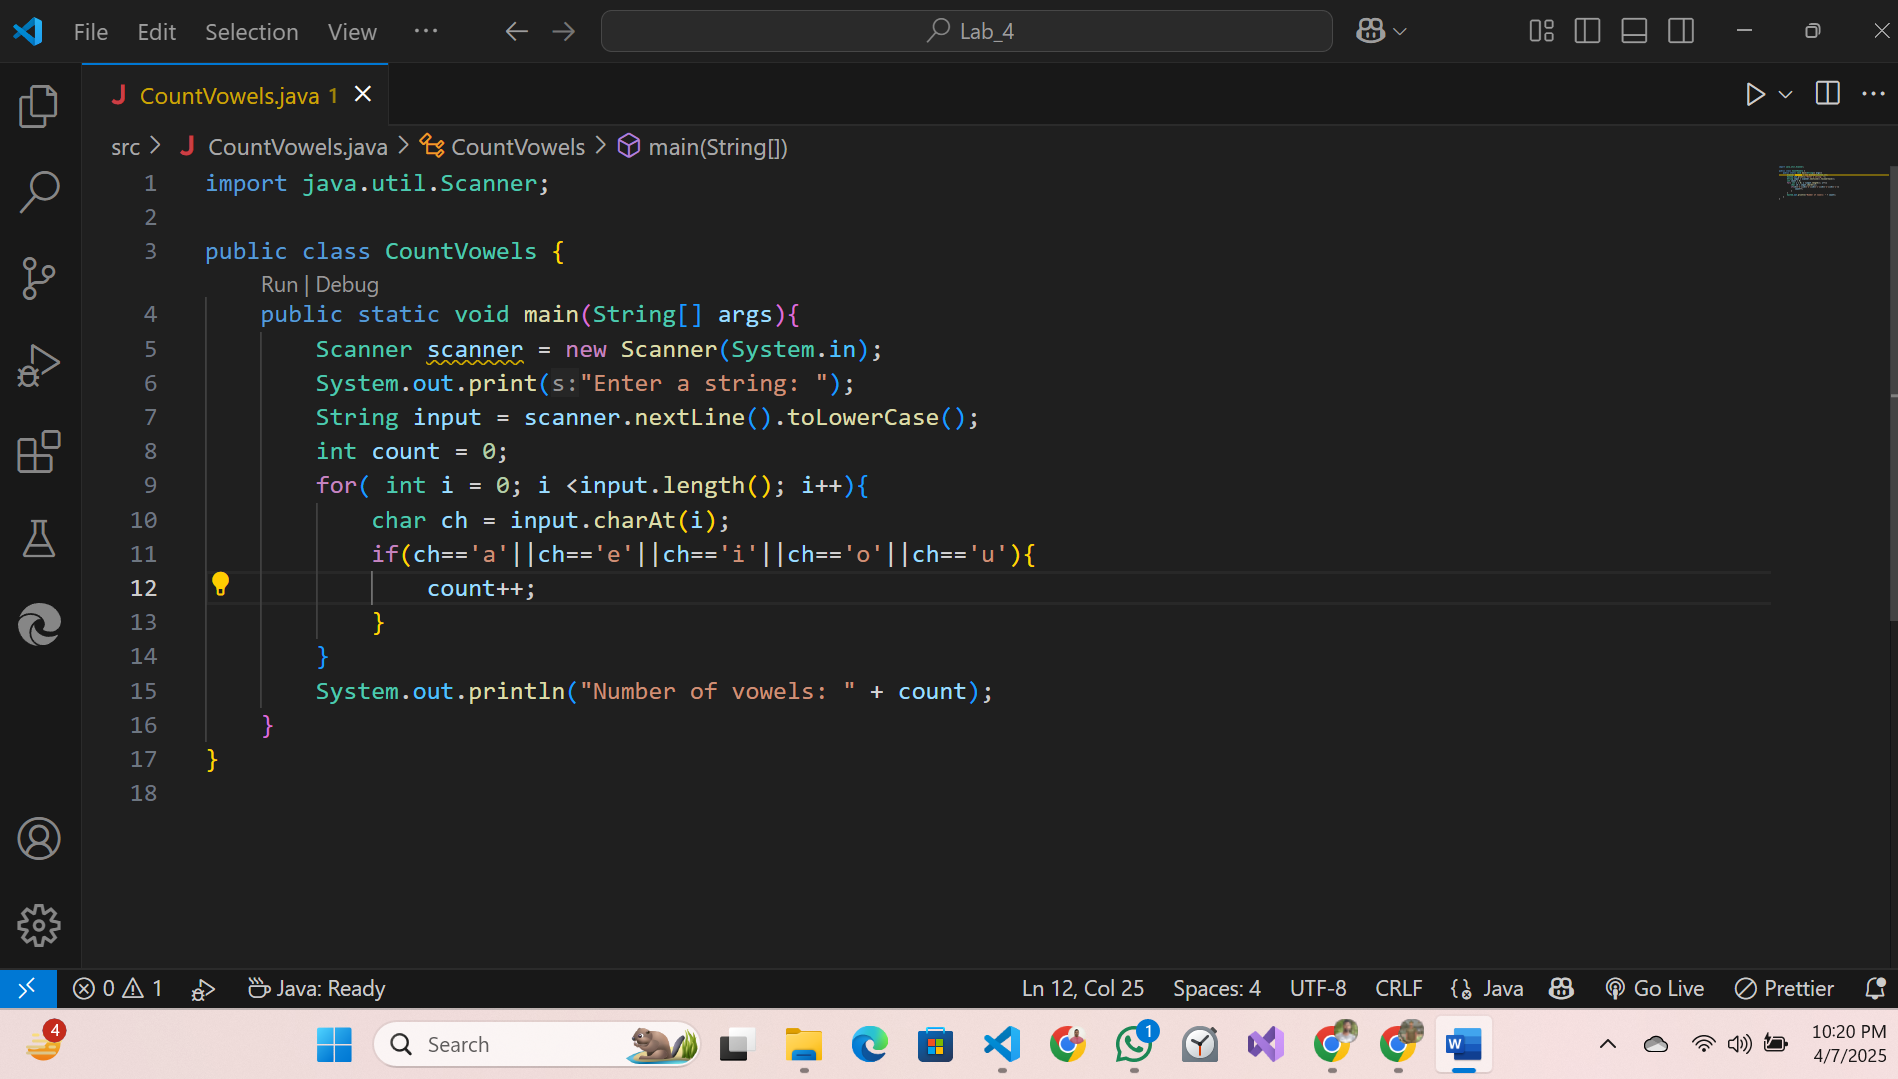 File Edit Selection View ... Lab_4
CountVowels.java 1
src > CountVowels.java > CountVowels > main(String[])
1 import java.util.Scanner;
2
3 public class CountVowels {
Run | Debug
4 public static void main(String[] args){
5 Scanner scanner = new Scanner(System.in);
6 System.out.print(s:"Enter a string: ");
7 String input = scanner.nextLine().toLowerCase();
8 int count = 0;
9 for( int i = 0; i <input.length(); i++){
10 char ch = input.charAt(i);
11 if(ch=='a'||ch=='e'||ch=='i'||ch=='o'||ch=='u'){
12 count++;
13 }
14 }
15 System.out.println("Number of vowels: " + count);
16 }
17 }
18
0 1 Java: Ready Ln 12, Col 25 Spaces: 4 UTF-8 CRLF {} Java Go Live Prettier
4 Search 1 W 10:20 PM
4/7/2025